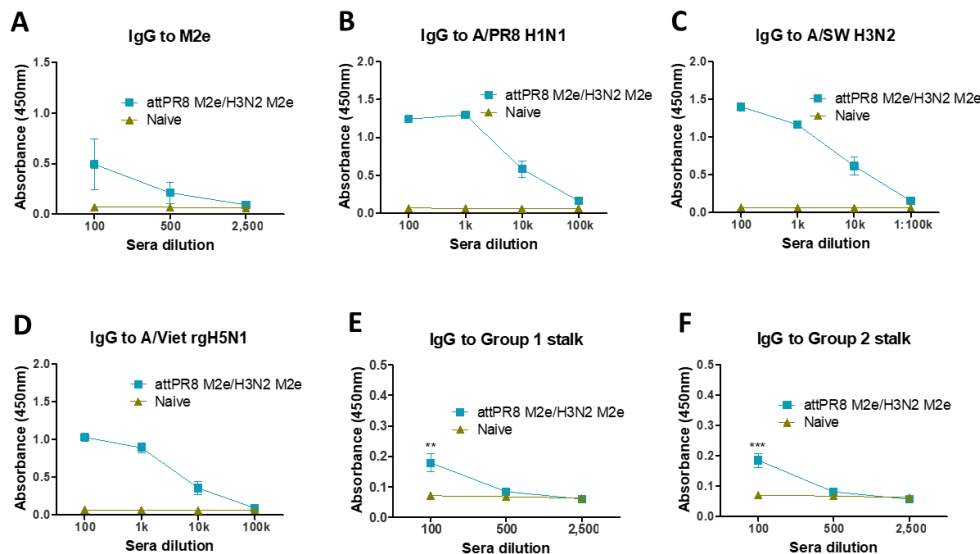 A
IgG to M2e
Absorbance (450nm)
1.5
1.0
0.5
0.0
attPR8 M2e/H3N2 M2e
Naive
100
500
2,500
Sera dilution
B
IgG to A/PR8 H1N1
Absorbance (450nm)
2.0
1.5
1.0
0.5
0.0
attPR8 M2e/H3N2 M2e
Naive
100
1k
10k
100k
Sera dilution
C
IgG to A/SW H3N2
Absorbance (450nm)
2.0
1.5
1.0
0.5
0.0
attPR8 M2e/H3N2 M2e
Naive
100
1k
10k
1:100k
Sera dilution
D
IgG to A/Viet rgH5N1
Absorbance (450nm)
2.0
1.5
1.0
0.5
0.0
attPR8 M2e/H3N2 M2e
Naive
100
1k
10k
100k
Sera dilution
E
IgG to Group 1 stalk
Absorbance (450nm)
0.5
0.4
0.3
0.2
0.1
0.0
attPR8 M2e/H3N2 M2e
Naive
**
100
500
2,500
Sera dilution
F
IgG to Group 2 stalk
Absorbance (450nm)
0.5
0.4
0.3
0.2
0.1
0.0
attPR8 M2e/H3N2 M2e
Naive
***
100
500
2,500
Sera dilution